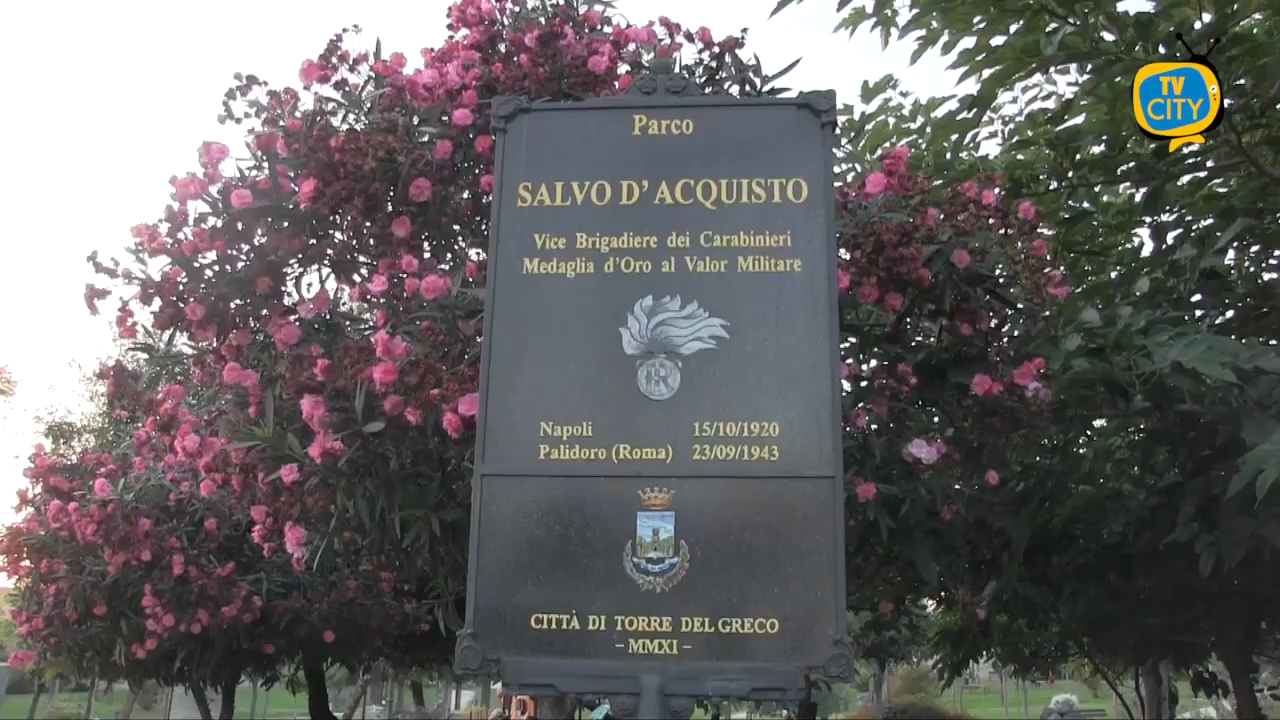 TV
CITY
Parco
SALVO D'ACQUISTO
Vice Brigadiere dei Carabinieri
Medaglia d'Oro al Valor Militare
RI
Napoli 15/10/1920
Palidoro (Roma) 23/09/1943
CITTÀ DI TORRE DEL GRECO
- MMXI -